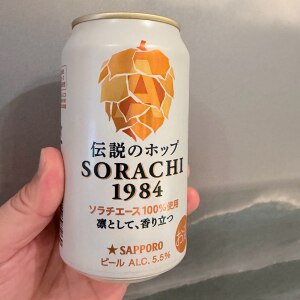 伝説のホップ
SORACHI
1984
ソラチエース100%使用
凛として、香り立つ
★SAPPORO
ビール ALC. 5.5%